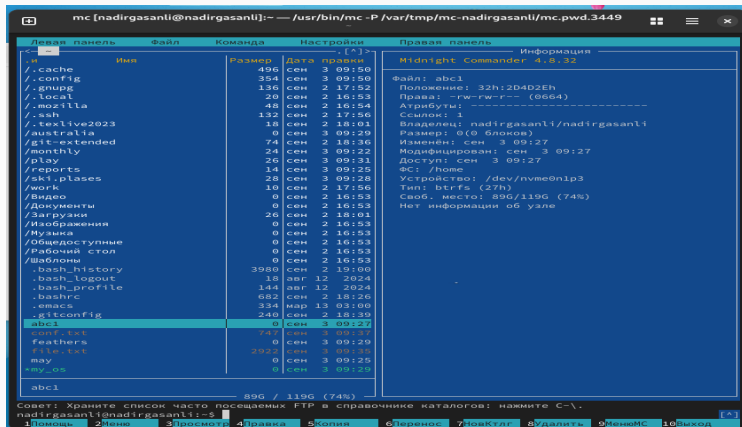 mc [nadirgasanli@nadirgasanli]:~ — /usr/bin/mc -P /var/tmp/mc-nadirgasanli/mc.pwd.3449
~
Левая панель Файл Команда Настройки Правая панель
<— ~ .[^]>
.и Имя Размер Дата правки
/.cache 496 сен 3 09:50
/.config 354 сен 3 09:50
/.gnupg 136 сен 2 17:52
/.local 20 сен 2 16:53
/.mozilla 48 сен 2 16:54
/.ssh 132 сен 2 17:56
/.texlive2023 18 сен 2 18:01
/australia 0 сен 3 09:29
/git-extended 74 сен 2 18:36
/monthly 24 сен 3 09:22
/play 26 сен 3 09:31
/reports 14 сен 3 09:25
/ski.plases 28 сен 3 09:28
/work 10 сен 2 17:56
/Видео 0 сен 2 16:53
/Документы 0 сен 2 16:53
/Загрузки 26 сен 2 18:01
/Изображения 0 сен 2 16:53
/Музыка 0 сен 2 16:53
/Общедоступные 0 сен 2 16:53
/Рабочий стол 0 сен 2 16:53
/Шаблоны 0 сен 2 16:53
.bash_history 3980 сен 2 19:00
.bash_logout 18 авг 12 2024
.bash_profile 144 авг 12 2024
.bashrc 682 сен 2 18:26
.emacs 334 мар 13 03:00
.gitconfig 240 сен 2 18:39
abc1 0 сен 3 09:27
conf.txt 747 сен 3 09:37
feathers 0 сен 3 09:29
file.txt 2922 сен 3 09:35
may 0 сен 3 09:25
*my_os 0 сен 3 09:29
abc1
89G / 119G (74%)
Информация
Midnight Commander 4.8.32
Файл: abc1
Положение: 32h:2D4D2Eh
Права: -rw-rw-r-- (0664)
Атрибуты: --------------------------
Ссылок: 1
Владелец: nadirgasanli/nadirgasanli
Размер: 0(0 блоков)
Изменён: сен 3 09:27
Модифицирован: сен 3 09:27
Доступ: сен 3 09:27
ФС: /home
Устройство: /dev/nvme0n1p3
Тип: btrfs (27h)
Своб. место: 89G/119G (74%)
Нет информации об узле
Совет: Храните список часто посещаемых FTP в справочнике каталогов: нажмите C-\.
nadirgasanli@nadirgasanli:~$ [^]
1Помощь 2Меню 3Просмотр 4Правка 5Копия 6Перенос 7НовКтлг 8Удалить 9МенюМС 10Выход